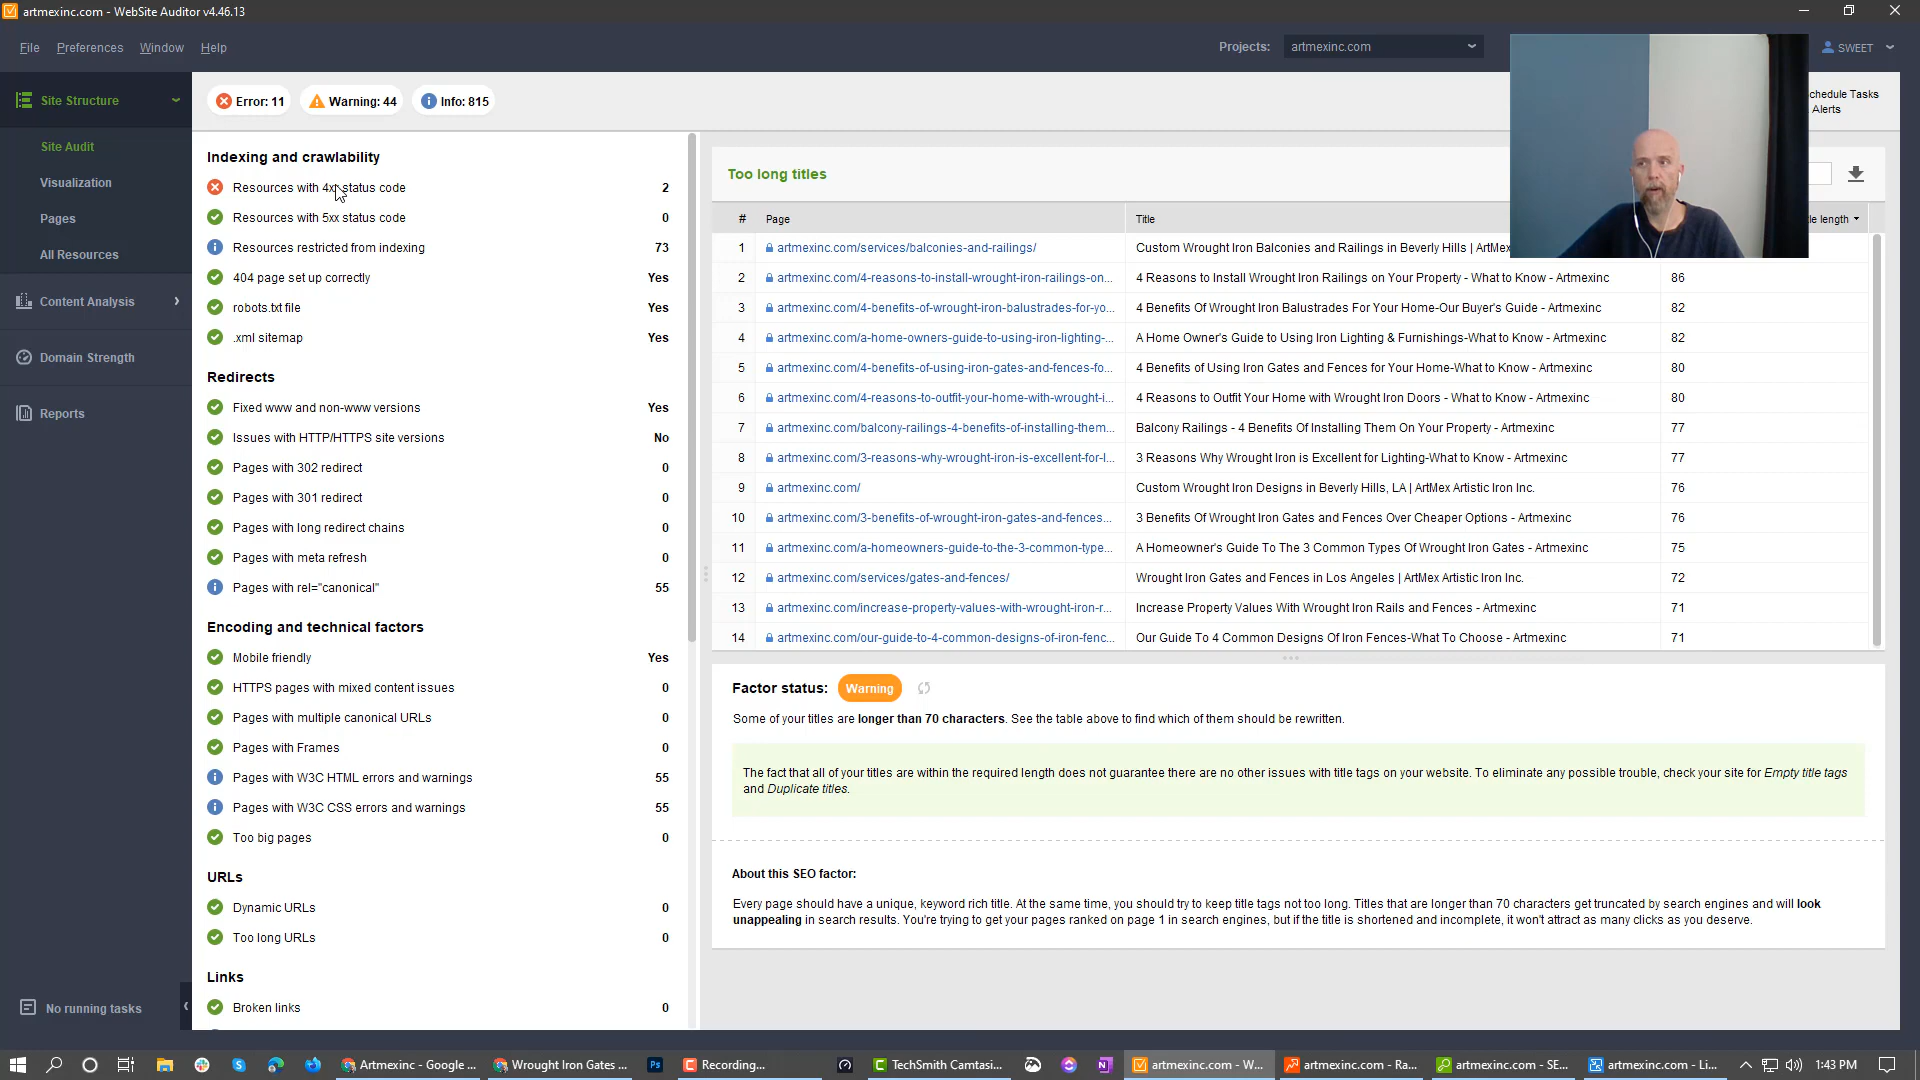 artmexinc.com - WebSite Auditor v4.46.13
File Preferences Window Help
Projects: artmexinc.com
SWEET
Site Structure
Site Audit
Visualization
Pages
All Resources
Content Analysis
Domain Strength
Reports
No running tasks
Error: 11 Warning: 44 Info: 815
chedule Tasks
Alerts
Indexing and crawlability
Resources with 4x status code 2
Resources with 5xx status code 0
Resources restricted from indexing 73
404 page set up correctly Yes
robots.txt file Yes
.xml sitemap Yes
Redirects
Fixed www and non-www versions Yes
Issues with HTTP/HTTPS site versions No
Pages with 302 redirect 0
Pages with 301 redirect 0
Pages with long redirect chains 0
Pages with meta refresh 0
Pages with rel="canonical" 55
Encoding and technical factors
Mobile friendly Yes
HTTPS pages with mixed content issues 0
Pages with multiple canonical URLs 0
Pages with Frames 0
Pages with W3C HTML errors and warnings 55
Pages with W3C CSS errors and warnings 55
Too big pages 0
URLs
Dynamic URLs 0
Too long URLs 0
Links
Broken links 0
Too long titles
# Page Title le length
1 artmexinc.com/services/balconies-and-railings/ Custom Wrought Iron Balconies and Railings in Beverly Hills | ArtMex
2 artmexinc.com/4-reasons-to-install-wrought-iron-railings-on... 4 Reasons to Install Wrought Iron Railings on Your Property - What to Know - Artmexinc 86
3 artmexinc.com/4-benefits-of-wrought-iron-balustrades-for-yo... 4 Benefits Of Wrought Iron Balustrades For Your Home-Our Buyer's Guide - Artmexinc 82
4 artmexinc.com/a-home-owners-guide-to-using-iron-lighting-... A Home Owner's Guide to Using Iron Lighting & Furnishings-What to Know - Artmexinc 82
5 artmexinc.com/4-benefits-of-using-iron-gates-and-fences-fo... 4 Benefits of Using Iron Gates and Fences for Your Home-What to Know - Artmexinc 80
6 artmexinc.com/4-reasons-to-outfit-your-home-with-wrought-i... 4 Reasons to Outfit Your Home with Wrought Iron Doors - What to Know - Artmexinc 80
7 artmexinc.com/balcony-railings-4-benefits-of-installing-them... Balcony Railings - 4 Benefits Of Installing Them On Your Property - Artmexinc 77
8 artmexinc.com/3-reasons-why-wrought-iron-is-excellent-for-l... 3 Reasons Why Wrought Iron is Excellent for Lighting-What to Know - Artmexinc 77
9 artmexinc.com/ Custom Wrought Iron Designs in Beverly Hills, LA | ArtMex Artistic Iron Inc. 76
10 artmexinc.com/3-benefits-of-wrought-iron-gates-and-fences... 3 Benefits Of Wrought Iron Gates and Fences Over Cheaper Options - Artmexinc 76
11 artmexinc.com/a-homeowners-guide-to-the-3-common-type... A Homeowner's Guide To The 3 Common Types Of Wrought Iron Gates - Artmexinc 75
12 artmexinc.com/services/gates-and-fences/ Wrought Iron Gates and Fences in Los Angeles | ArtMex Artistic Iron Inc. 72
13 artmexinc.com/increase-property-values-with-wrought-iron-r... Increase Property Values With Wrought Iron Rails and Fences - Artmexinc 71
14 artmexinc.com/our-guide-to-4-common-designs-of-iron-fenc... Our Guide To 4 Common Designs Of Iron Fences-What To Choose - Artmexinc 71
Factor status: Warning
Some of your titles are longer than 70 characters. See the table above to find which of them should be rewritten.
The fact that all of your titles are within the required length does not guarantee there are no other issues with title tags on your website. To eliminate any possible trouble, check your site for Empty title tags
and Duplicate titles.
About this SEO factor:
Every page should have a unique, keyword rich title. At the same time, you should try to keep title tags not too long. Titles that are longer than 70 characters get truncated by search engines and will look
unappealing in search results. You're trying to get your pages ranked on page 1 in search engines, but if the title is shortened and incomplete, it won't attract as many clicks as you deserve.
Artmexinc - Google ... Wrought Iron Gates ... Ps Recording... TechSmith Camtasi... artmexinc.com - W... artmexinc.com - Ra... artmexinc.com - SE... artmexinc.com - Li... 1:43 PM